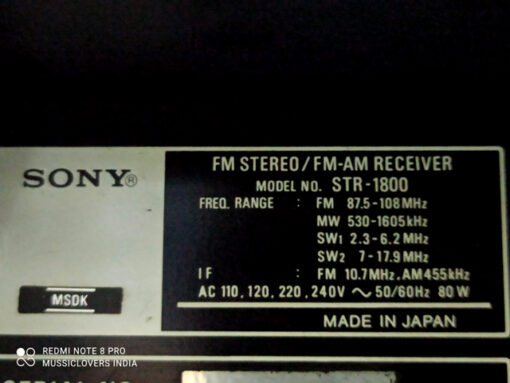 SONY®
MSDK
FM STEREO/FM-AM RECEIVER
MODEL NO. STR-1800
FREQ. RANGE : FM 87.5-108MHz
MW 530-1605kHz
SW1 2.3-6.2MHz
SW2 7-17.9MHz
IF : FM 10.7MHz, AM455kHz
AC 110, 120, 220, 240V ~ 50/60Hz 80W
MADE IN JAPAN
REDMI NOTE 8 PRO
MUSSICLOVERS INDIA